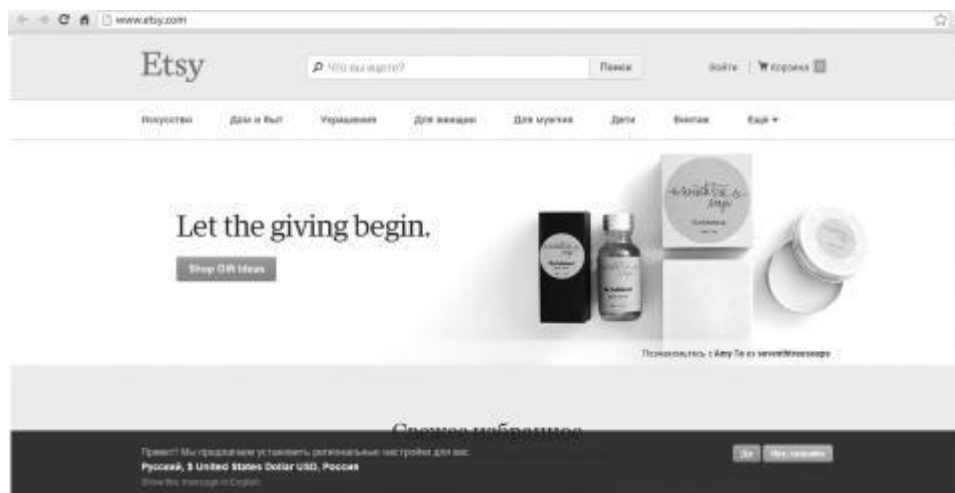 www.etsy.com
Etsy
Что вы ищете?
Поиск
Войти
Корзина
Искусство Дом и быт Украшения Для женщин Для мужчин Дети Винтаж Ещё
Let the giving begin.
Shop Gift Ideas
Познакомьтесь с Amy To из
Свежее избранное
Привет! Мы предлагаем установить региональные настройки для вас:
Русский, $ United States Dollar USD, Россия
Show this message in English
Да
Нет, спасибо